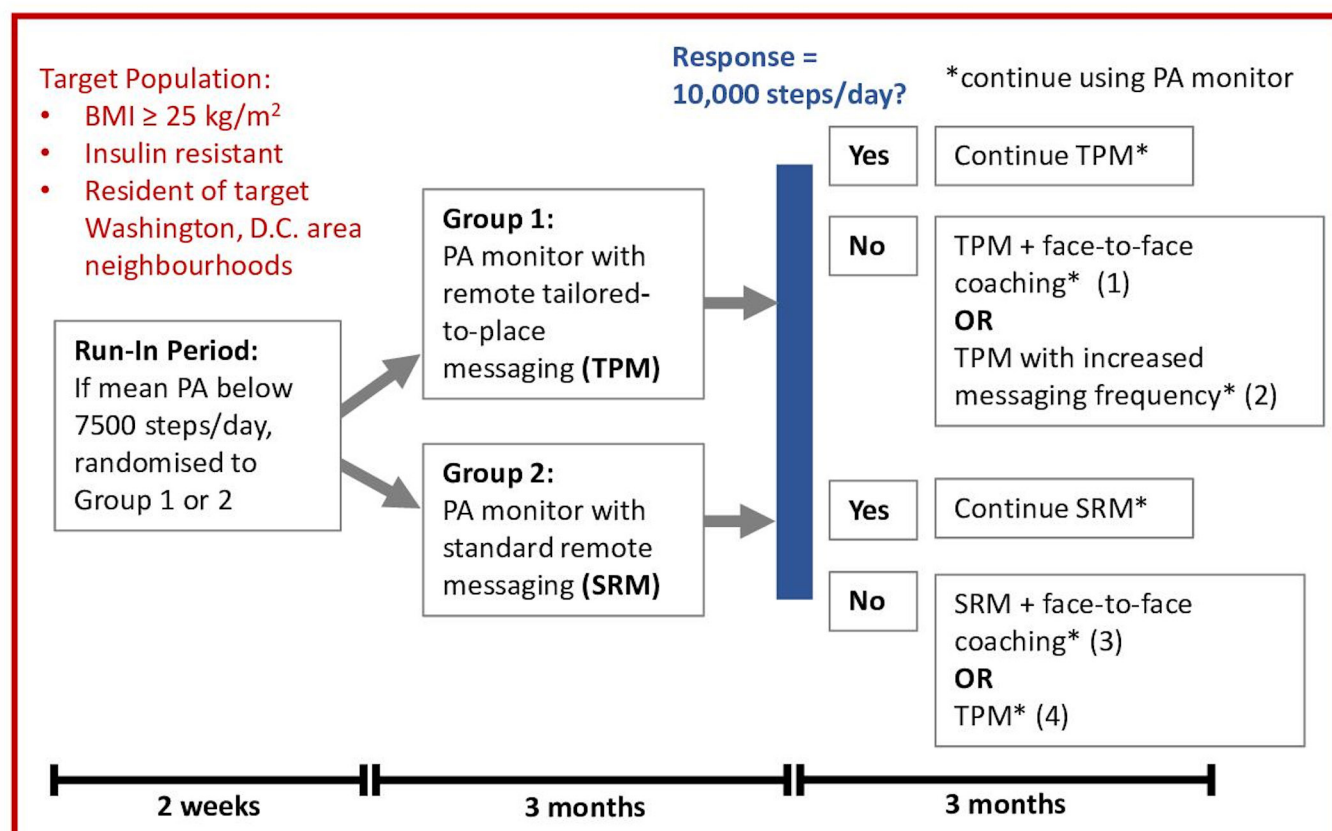 Target Population:
• BMI ≥ 25 kg/m²
• Insulin resistant
• Resident of target
Washington, D.C. area
neighbourhoods
Run-In Period:
If mean PA below
7500 steps/day,
randomised to
Group 1 or 2
Group 1:
PA monitor with
remote tailored-
to-place
messaging (TPM)
Group 2:
PA monitor with
standard remote
messaging (SRM)
Response =
10,000 steps/day?
*continue using PA monitor
Yes
Continue TPM*
No
TPM + face-to-face
coaching* (1)
OR
TPM with increased
messaging frequency* (2)
Yes
Continue SRM*
No
SRM + face-to-face
coaching* (3)
OR
TPM* (4)
2 weeks
3 months
3 months